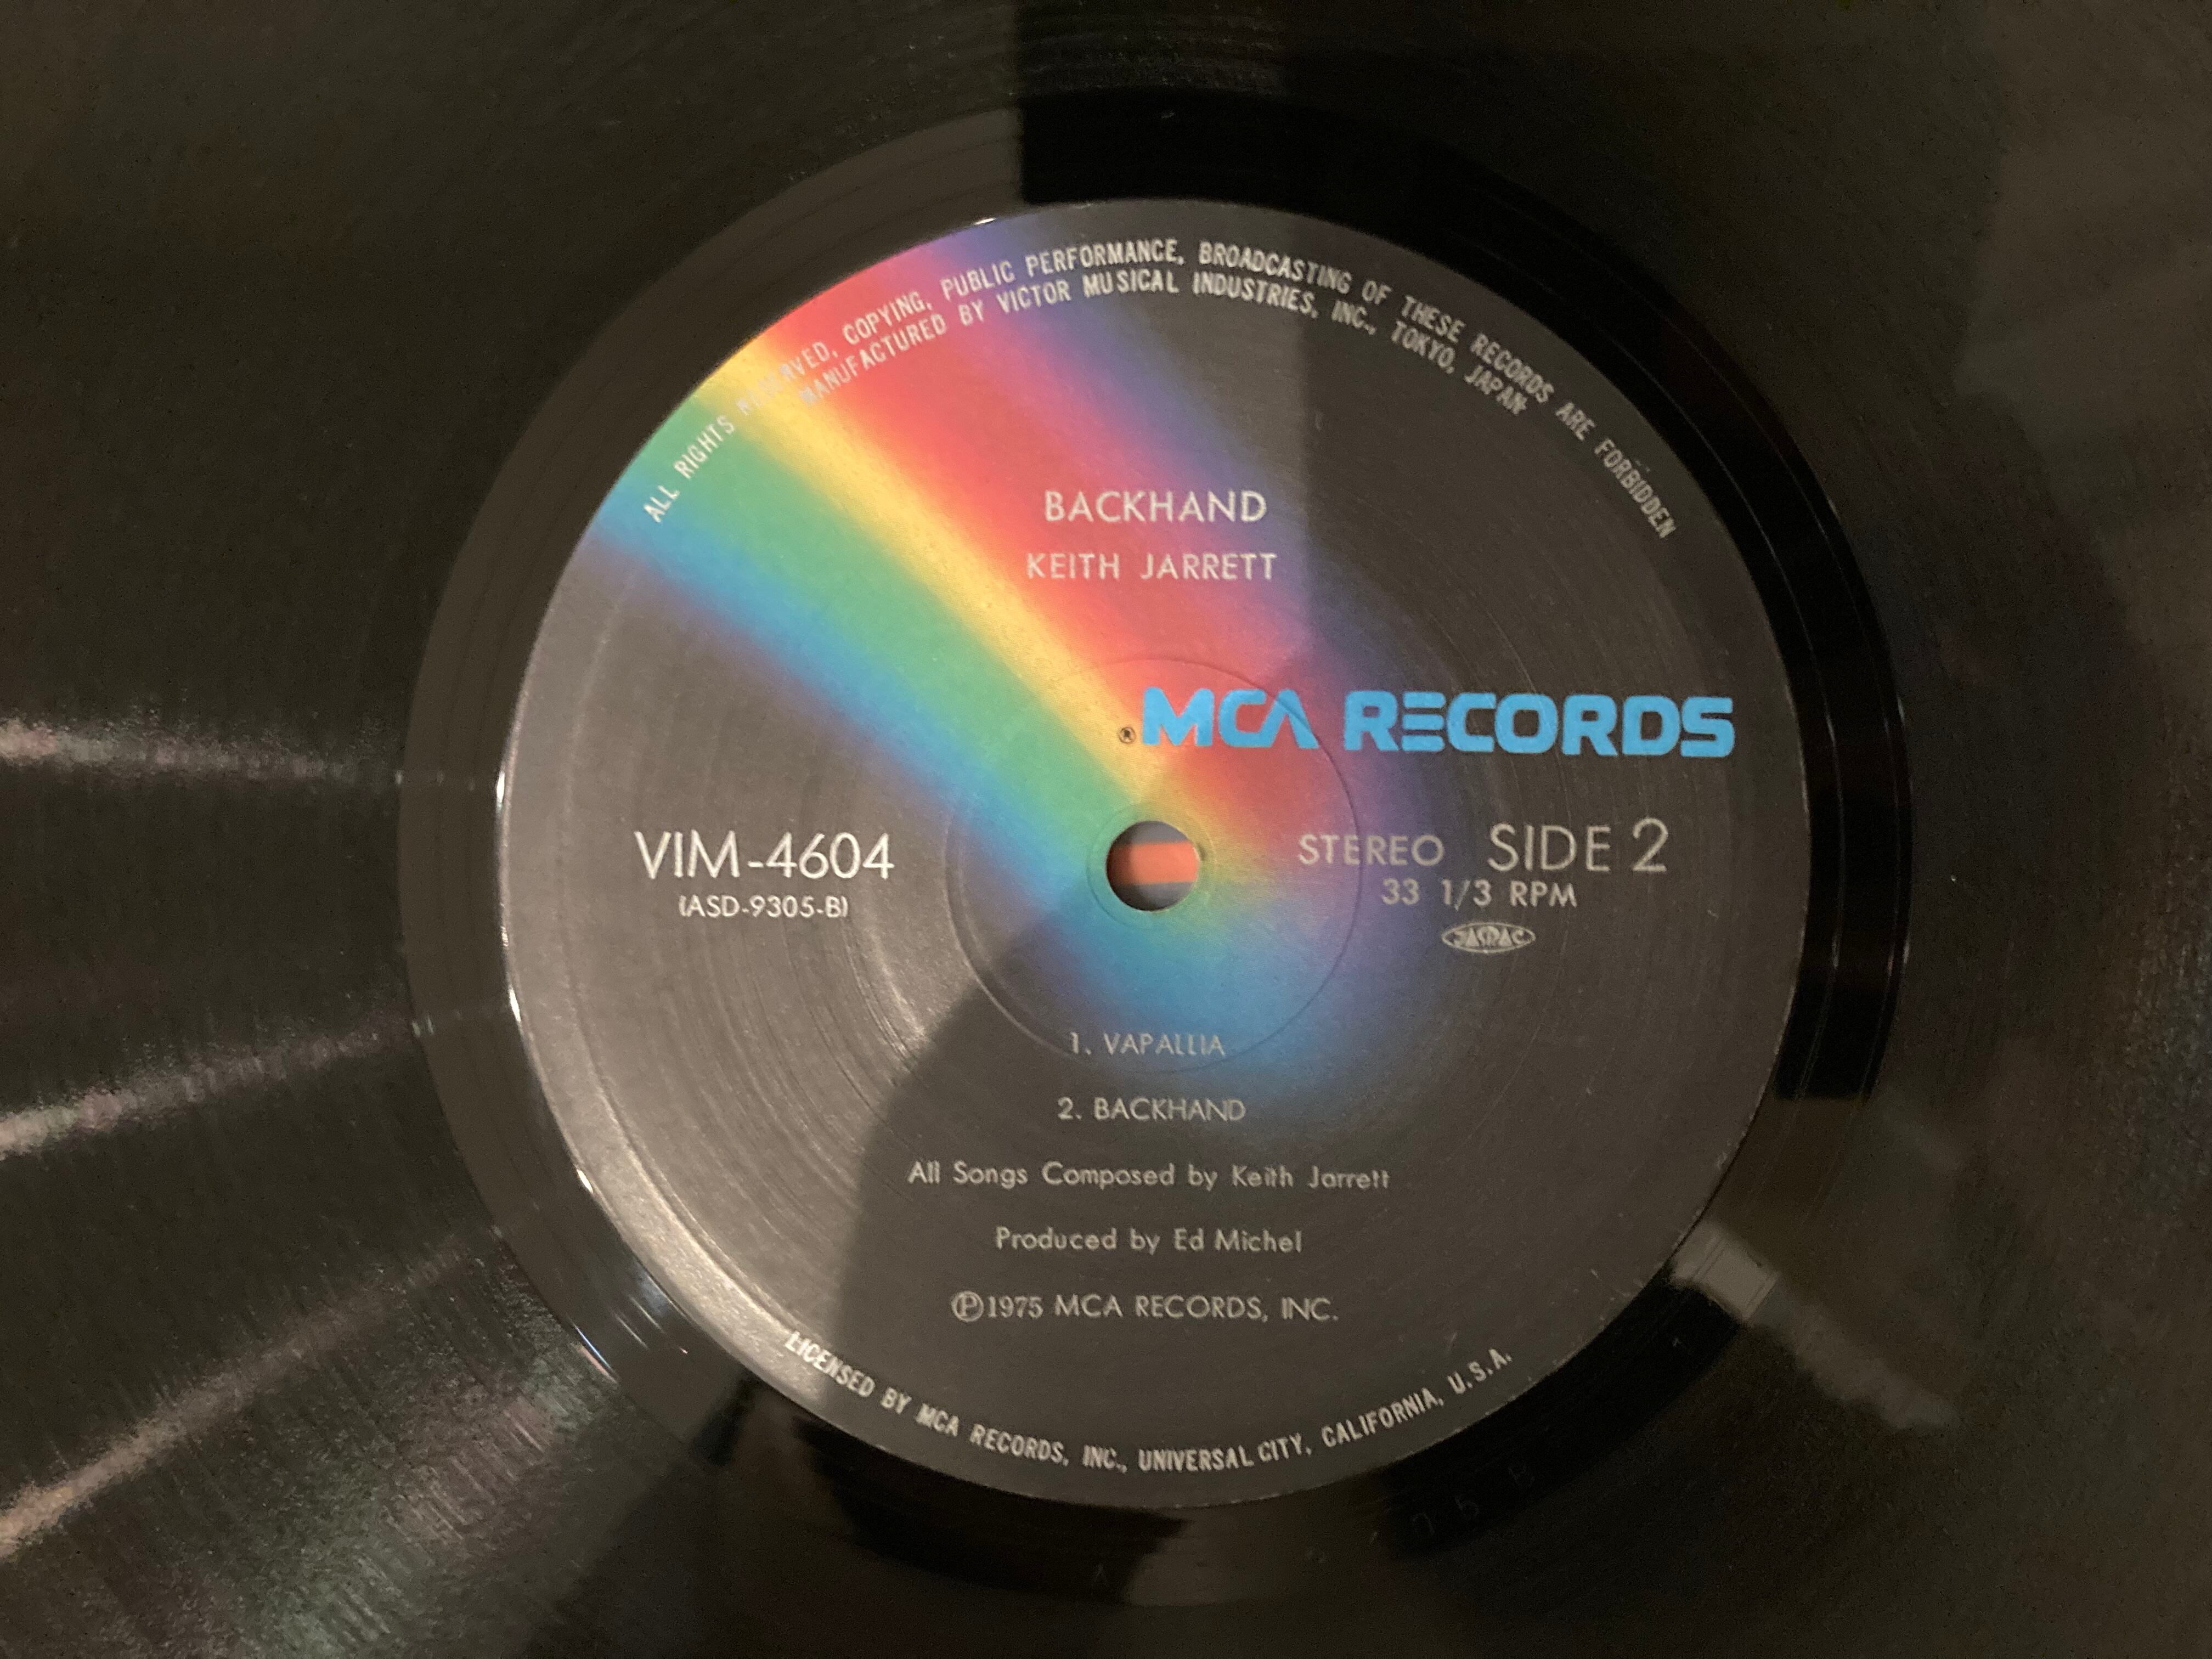 ALL RIGHTS RESERVED, COPYING, PUBLIC PERFORMANCE, BROADCASTING OF THESE RECORDS ARE FORBIDDEN
MANUFACTURED BY VICTOR MUSICAL INDUSTRIES, INC., TOKYO, JAPAN
BACKHAND
KEITH JARRETT
®MCA RECORDS
VIM-4604
(ASD-9305-B)
STEREO SIDE 2
33 1/3 RPM
JASRAC
1. VAPALLIA
2. BACKHAND
All Songs Composed by Keith Jarrett
Produced by Ed Michel
Ⓟ1975 MCA RECORDS, INC.
LICENSED BY MCA RECORDS, INC., UNIVERSAL CITY, CALIFORNIA, U.S.A.